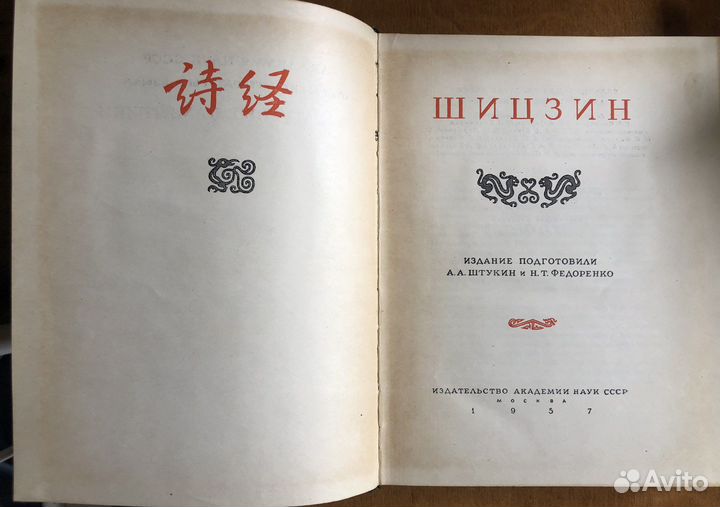 诗经
ШИЦЗИН
ИЗДАНИЕ ПОДГОТОВИЛИ
А.А. ШТУКИН И Н.Т. ФЕДОРЕНКО
ИЗДАТЕЛЬСТВО АКАДЕМИИ НАУК СССР
МОСКВА
1957
Avito